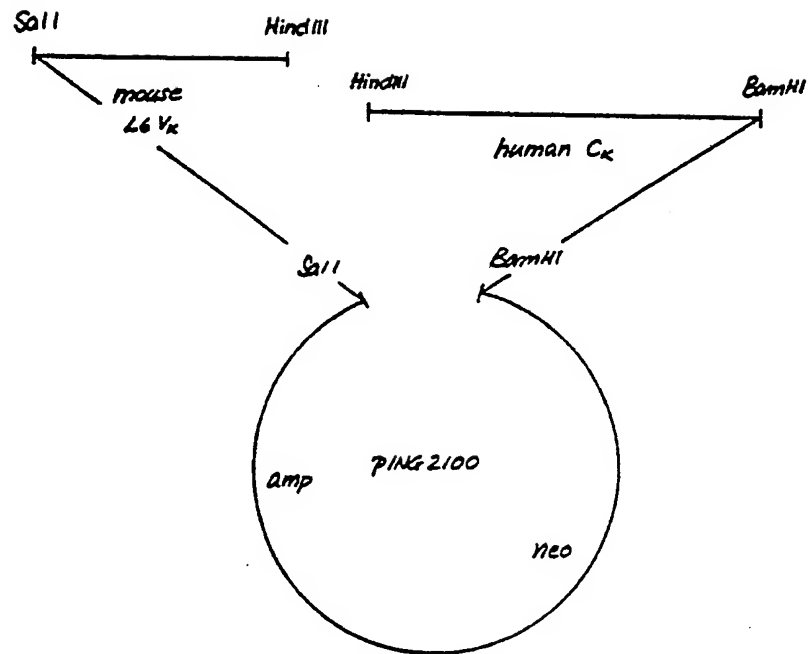 SalI
HindIII
mouse
L6 Vκ
HindIII
BamHI
human Cκ
SalI
BamHI
amp
pING2100
neo